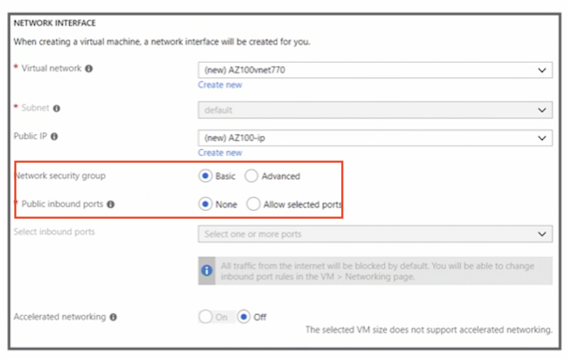 NETWORK INTERFACE
When creating a virtual machine, a network interface will be created for you.
* Virtual network
(new) AZ100vnet770
Create new
* Subnet
default
Public IP
(new) AZ100-ip
Create new
Network security group
Basic Advanced
* Public inbound ports
None Allow selected ports
Select inbound ports
Select one or more ports
All traffic from the internet will be blocked by default. You will be able to change
inbound port rules in the VM > Networking page.
Accelerated networking
On Off
The selected VM size does not support accelerated networking.